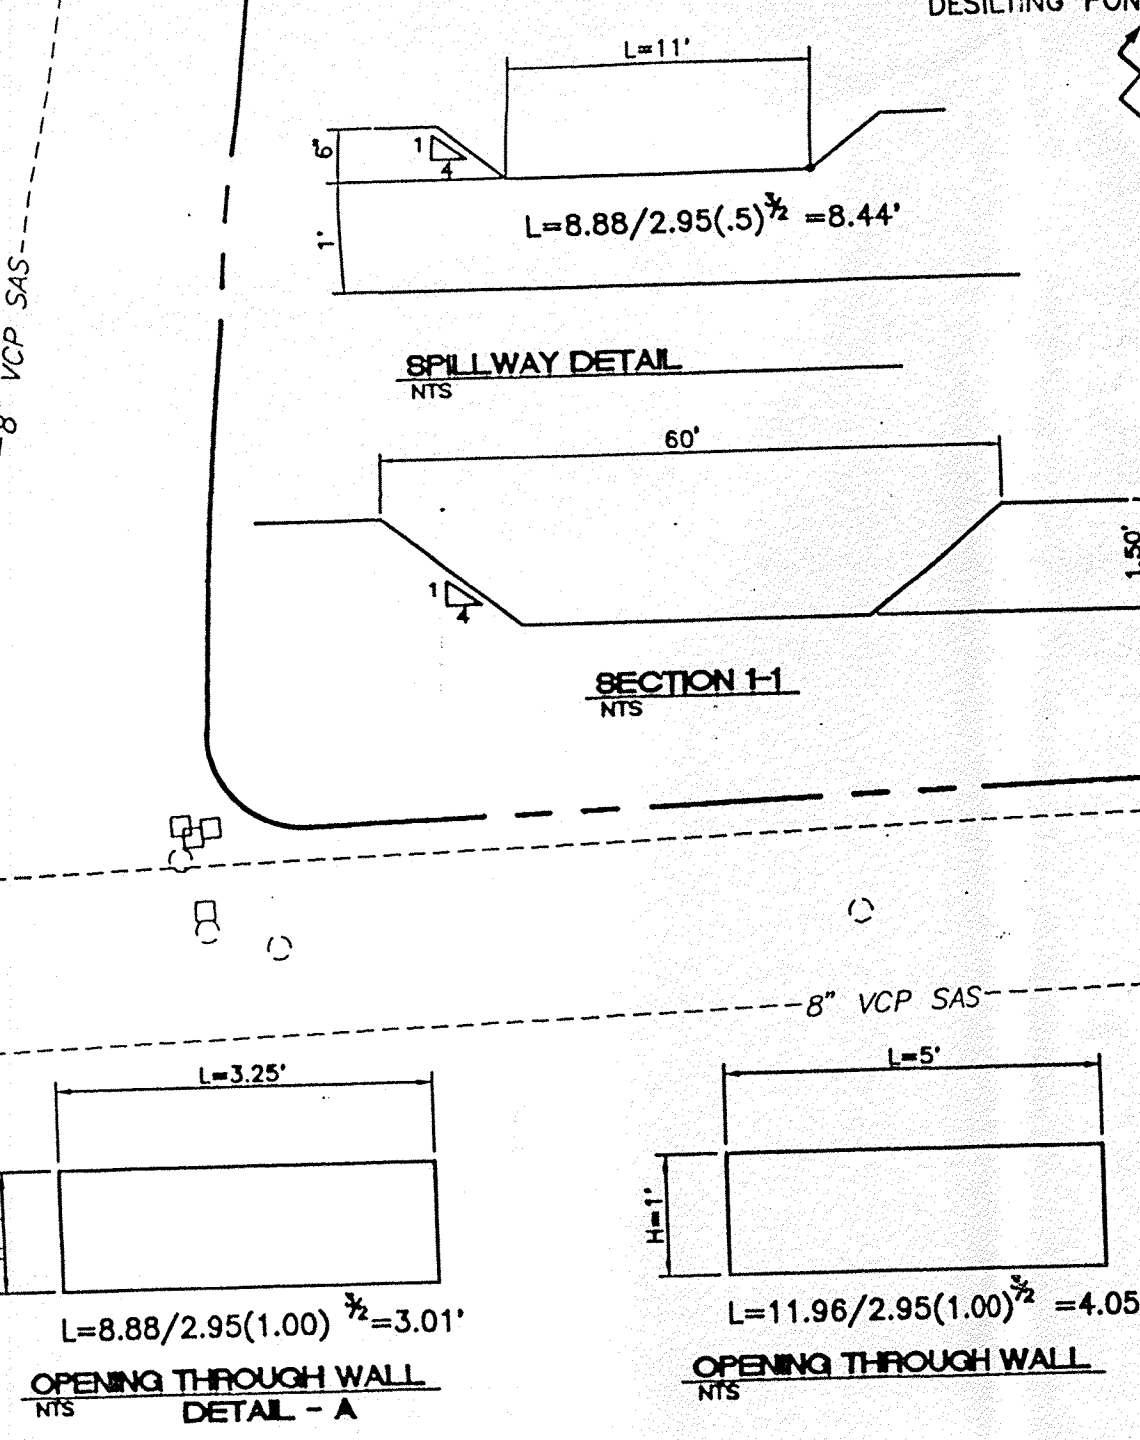 DESILTING PON
L=11'
6"
1
4
1'
L=8.88/2.95(.5)^3/2 =8.44'
8" VCP SAS
SPILLWAY DETAIL
NTS
60'
1
4
1.50'
SECTION 1-1
NTS
8" VCP SAS
L=3.25'
L=5'
H=1'
L=8.88/2.95(1.00) 3/2=3.01'
L=11.96/2.95(1.00)3/2 =4.05
OPENING THROUGH WALL
NTS
DETAIL - A
OPENING THROUGH WALL
NTS